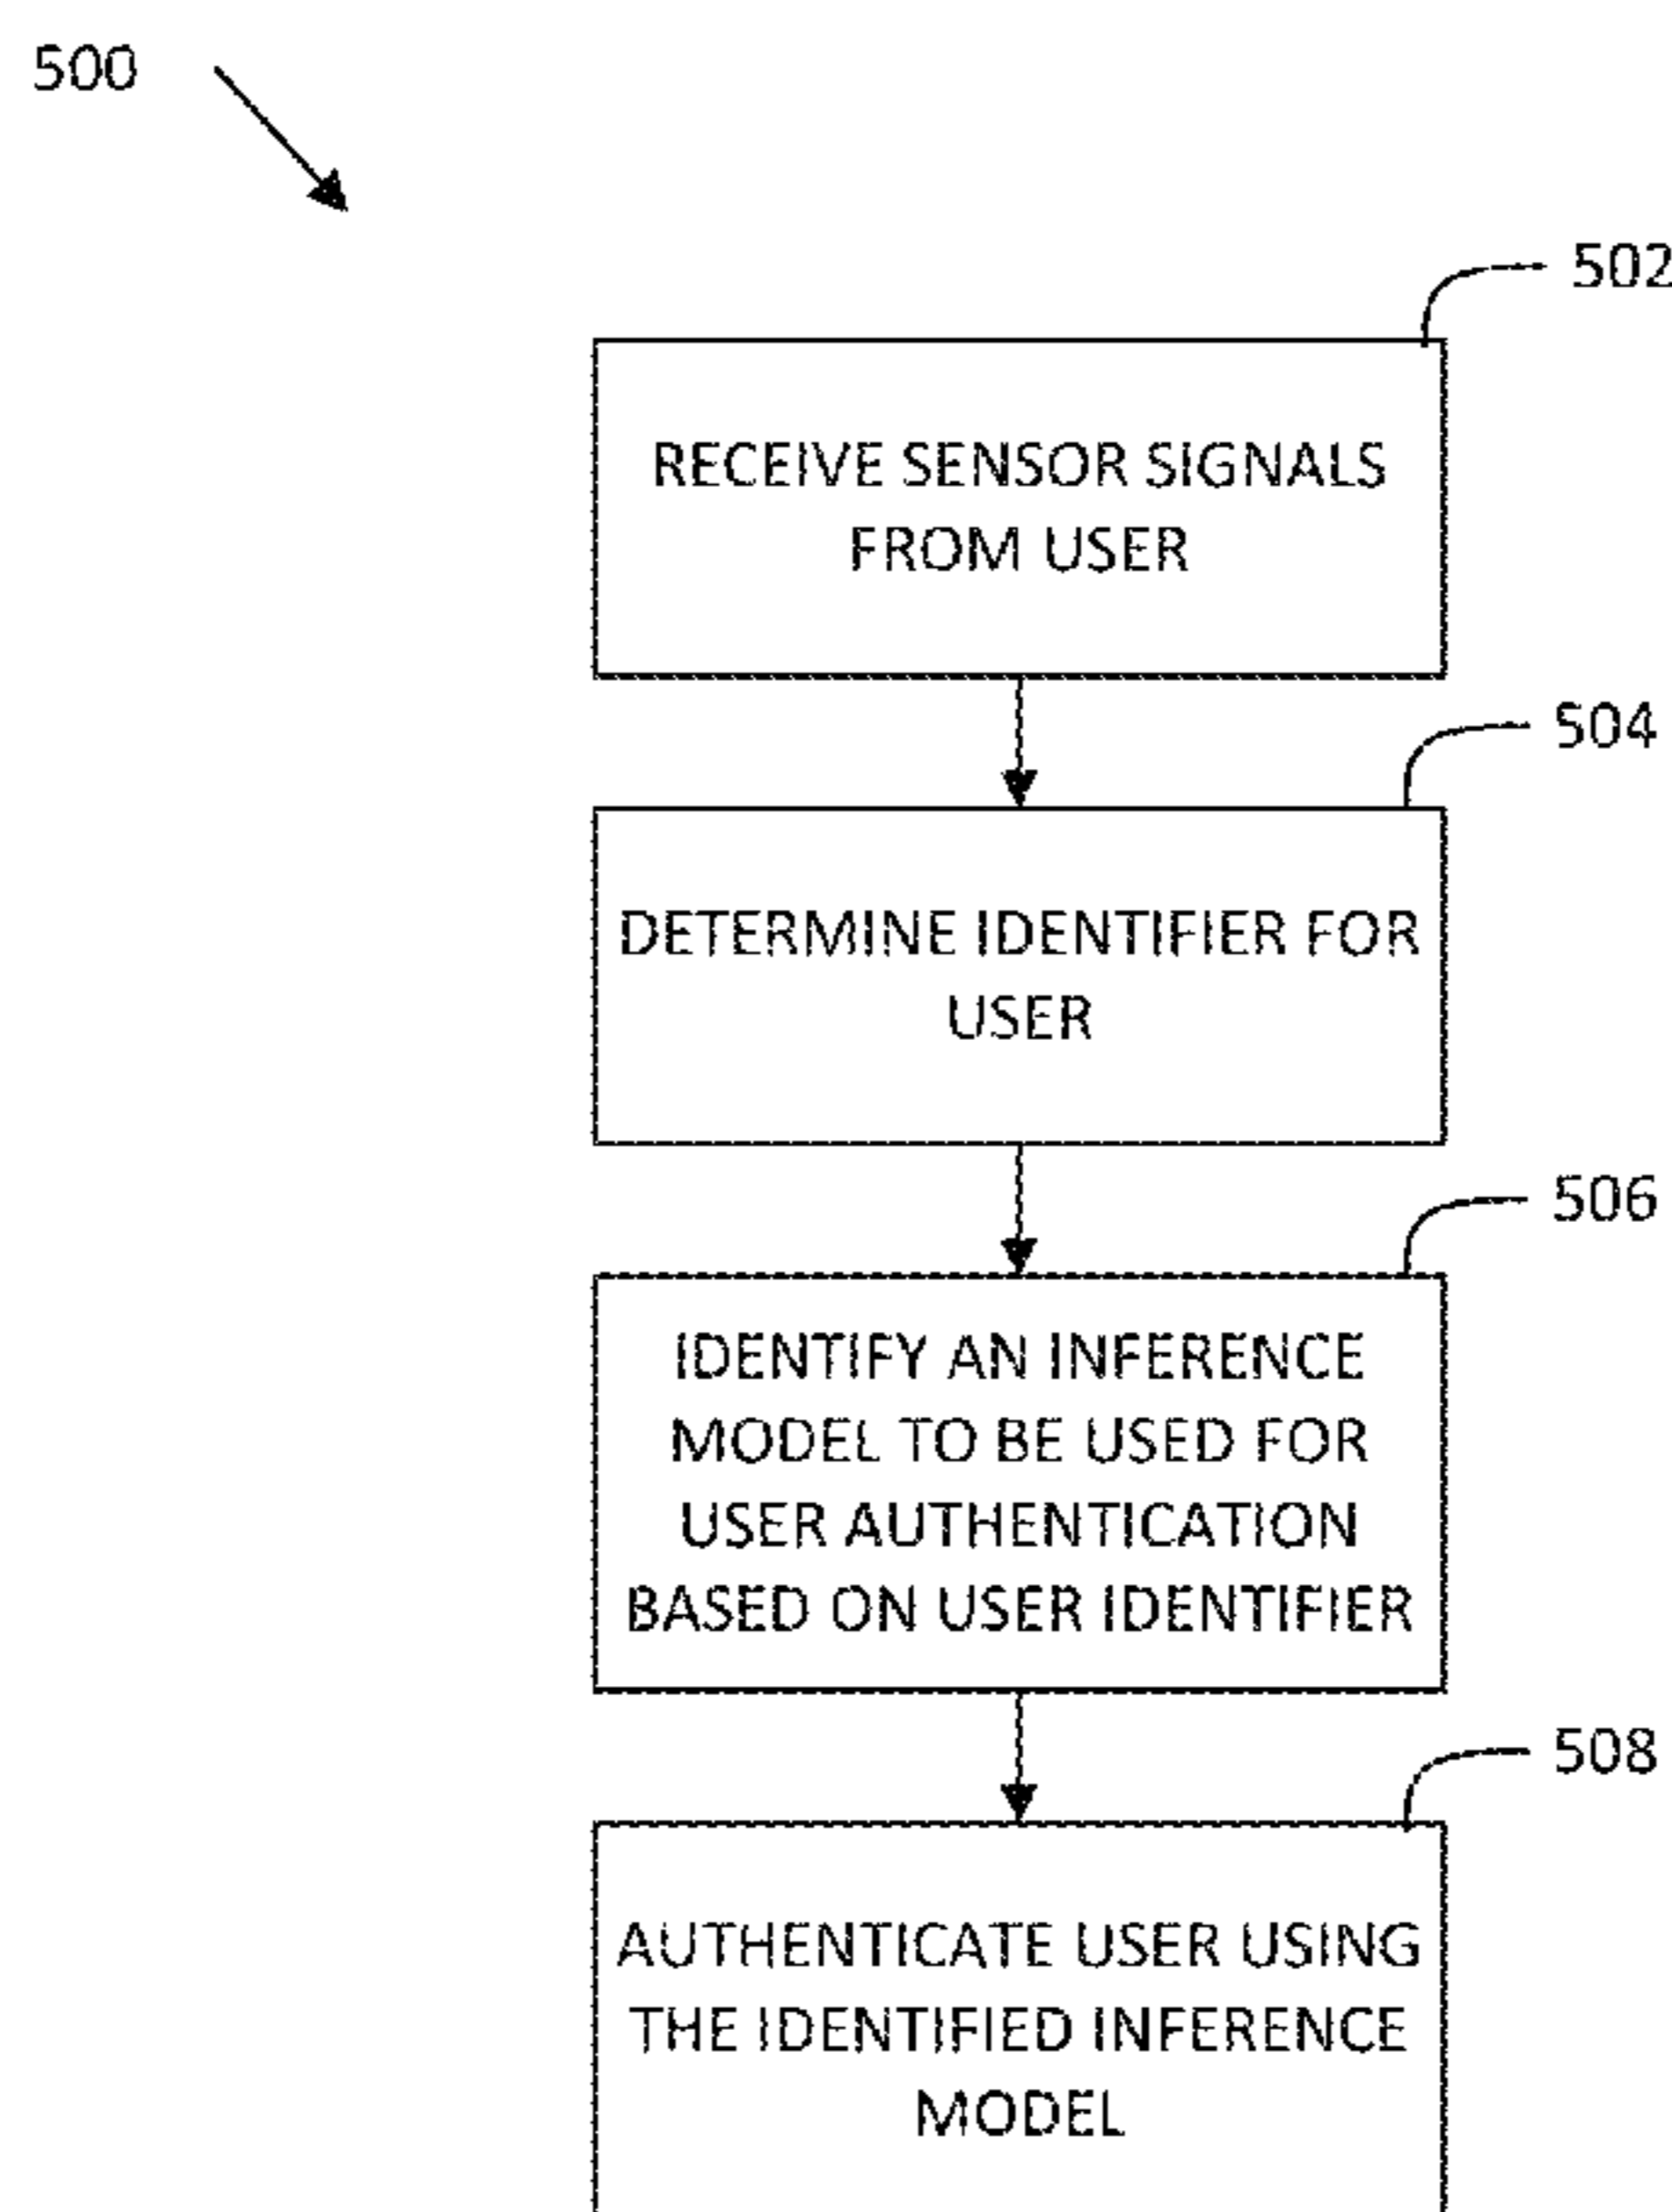 500
502
RECEIVE SENSOR SIGNALS
FROM USER
504
DETERMINE IDENTIFIER FOR
USER
506
IDENTIFY AN INFERENCE
MODEL TO BE USED FOR
USER AUTHENTICATION
BASED ON USER IDENTIFIER
508
AUTHENTICATE USER USING
THE IDENTIFIED INFERENCE
MODEL